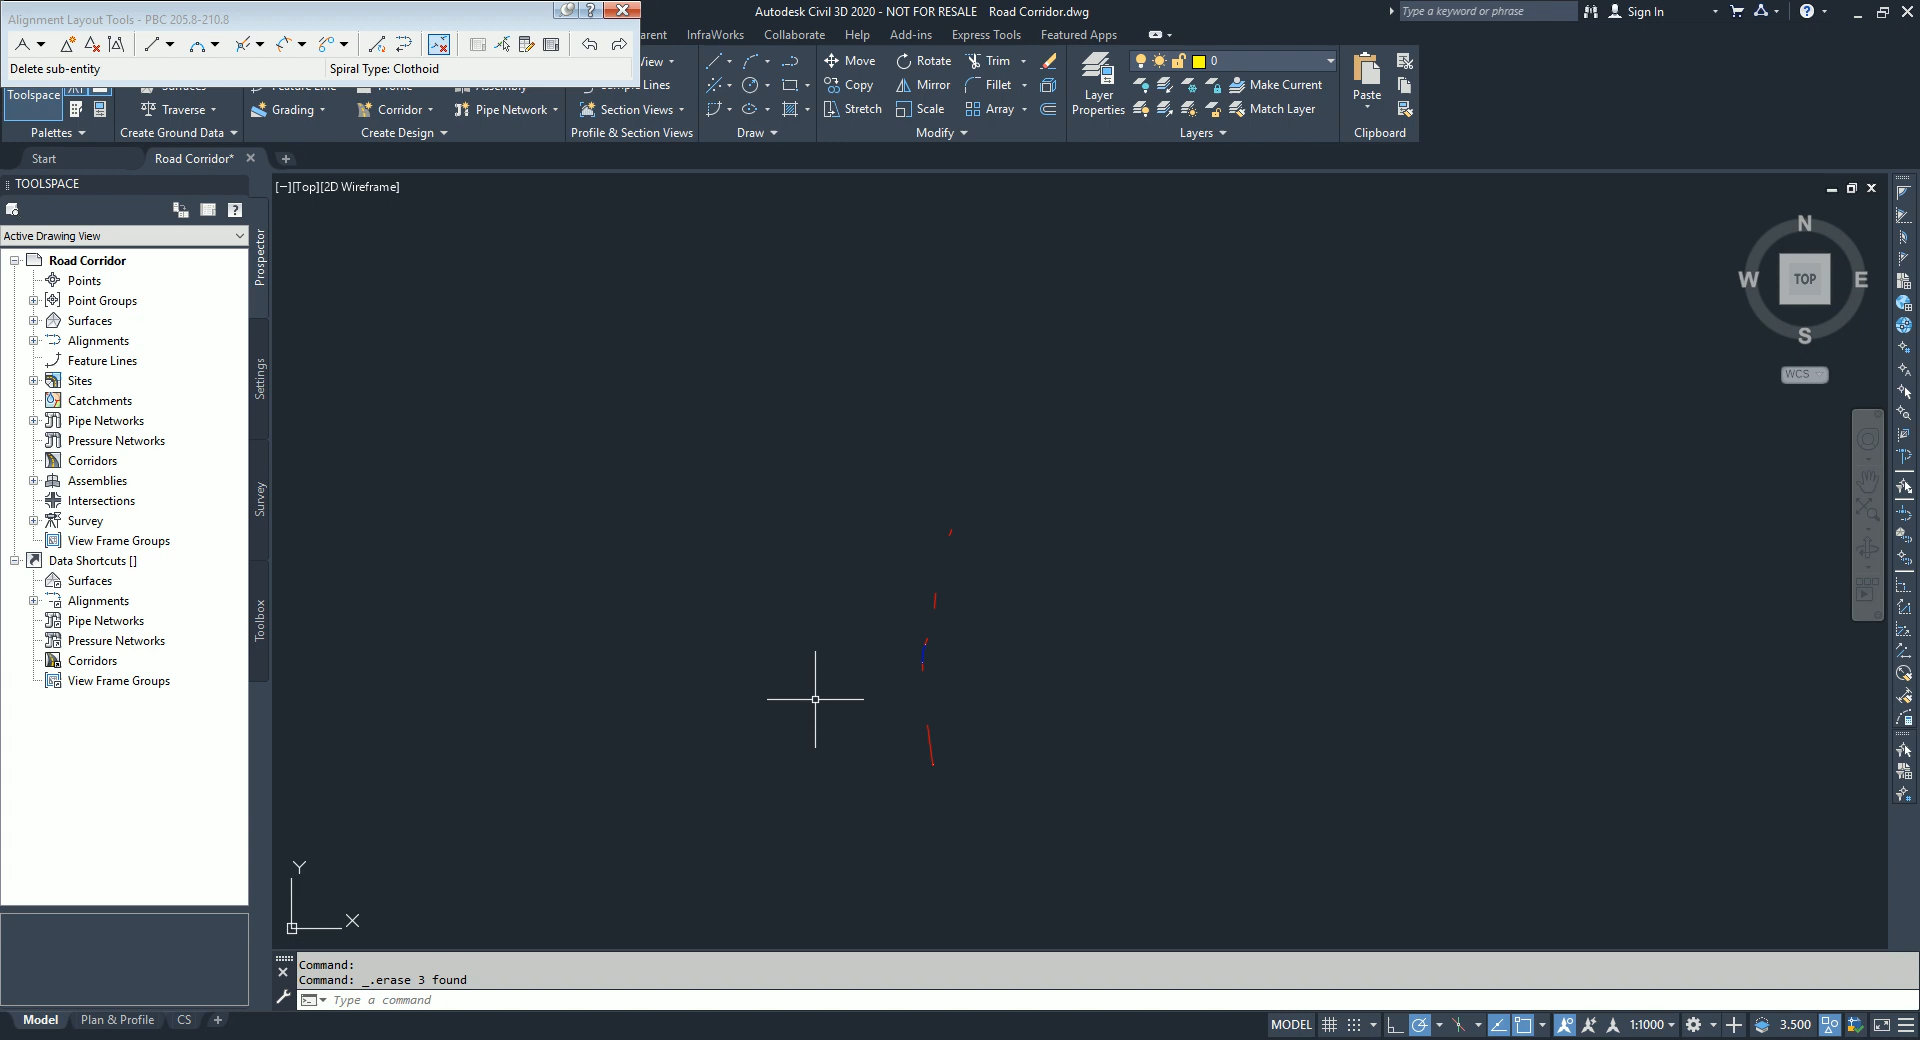 Alignment Layout Tools - PBC 205.8-210.8
Delete sub-entity
Spiral Type: Clothoid
Autodesk Civil 3D 2020 - NOT FOR RESALE Road Corridor.dwg
Type a keyword or phrase
Sign In
InfraWorks
Collaborate
Help
Add-ins
Express Tools
Featured Apps
Move
Rotate
Trim
0
Copy
Mirror
Fillet
Make Current
Toolspace
Layer
Properties
Paste
Traverse
Grading
Corridor
Pipe Network
Section Views
Stretch
Scale
Array
Match Layer
Palettes
Create Ground Data
Create Design
Profile & Section Views
Draw
Modify
Layers
Clipboard
Start
Road Corridor*
TOOLSPACE
[−][Top][2D Wireframe]
Active Drawing View
Road Corridor
Points
Point Groups
Surfaces
Alignments
Feature Lines
Sites
Catchments
Pipe Networks
Pressure Networks
Corridors
Assemblies
Intersections
Survey
View Frame Groups
Data Shortcuts []
Surfaces
Alignments
Pipe Networks
Pressure Networks
Corridors
View Frame Groups
Prospector
Settings
Survey
Toolbox
N
W
TOP
E
S
WCS
Y
X
Command:
Command: _.erase 3 found
Type a command
Model
Plan & Profile
CS
MODEL
1:1000
3.500